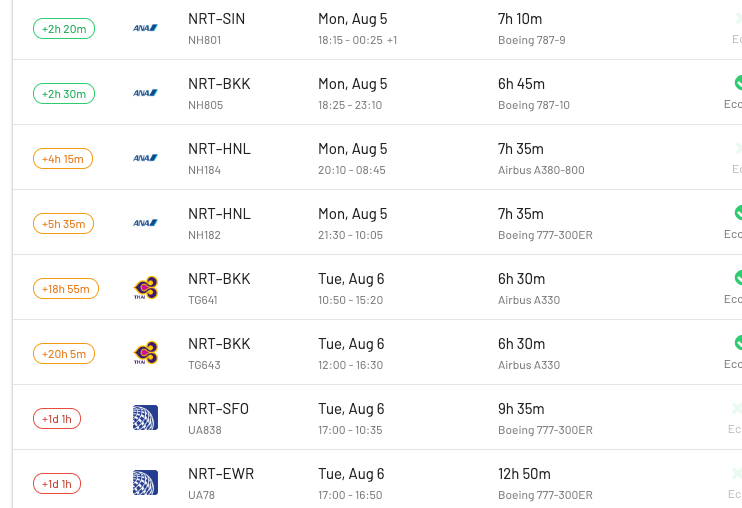 +2h 20m ANA NRT–SIN Mon, Aug 5 7h 10m
NH801 18:15 - 00:25 +1 Boeing 787-9 Ec
+2h 30m ANA NRT–BKK Mon, Aug 5 6h 45m
NH805 18:25 - 23:10 Boeing 787-10 Ecc
+4h 15m ANA NRT–HNL Mon, Aug 5 7h 35m
NH184 20:10 - 08:45 Airbus A380-800 Ec
+5h 35m ANA NRT–HNL Mon, Aug 5 7h 35m
NH182 21:30 - 10:05 Boeing 777-300ER Ecc
+18h 55m THAI NRT–BKK Tue, Aug 6 6h 30m
TG641 10:50 - 15:20 Airbus A330 Ecc
+20h 5m THAI NRT–BKK Tue, Aug 6 6h 30m
TG643 12:00 - 16:30 Airbus A330 Ecc
+1d 1h NRT–SFO Tue, Aug 6 9h 35m
UA838 17:00 - 10:35 Boeing 777-300ER Ec
+1d 1h NRT–EWR Tue, Aug 6 12h 50m
UA78 17:00 - 16:50 Boeing 777-300ER Ec